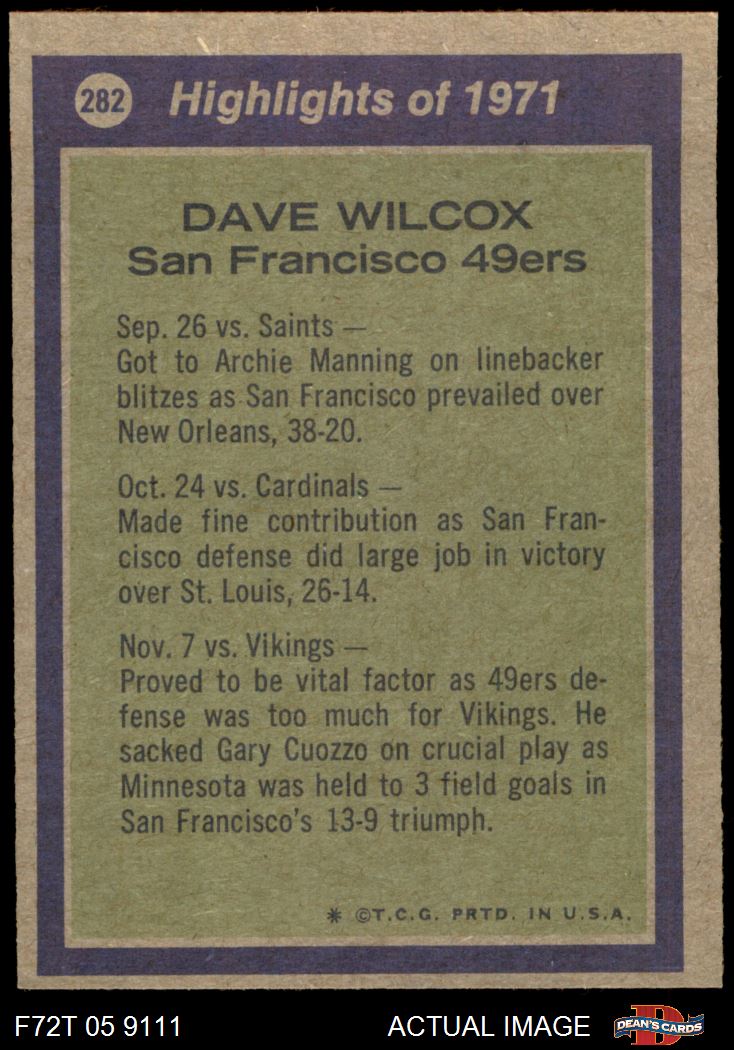 282 Highlights of 1971
DAVE WILCOX
San Francisco 49ers
Sep. 26 vs. Saints —
Got to Archie Manning on linebacker
blitzes as San Francisco prevailed over
New Orleans, 38-20.
Oct. 24 vs. Cardinals —
Made fine contribution as San Fran-
cisco defense did large job in victory
over St. Louis, 26-14.
Nov. 7 vs. Vikings —
Proved to be vital factor as 49ers de-
fense was too much for Vikings. He
sacked Gary Cuozzo on crucial play as
Minnesota was held to 3 field goals in
San Francisco's 13-9 triumph.
* ©T.C.G. PRTD. IN U.S.A.
F72T 05 9111 ACTUAL IMAGE D DEAN'S CARDS